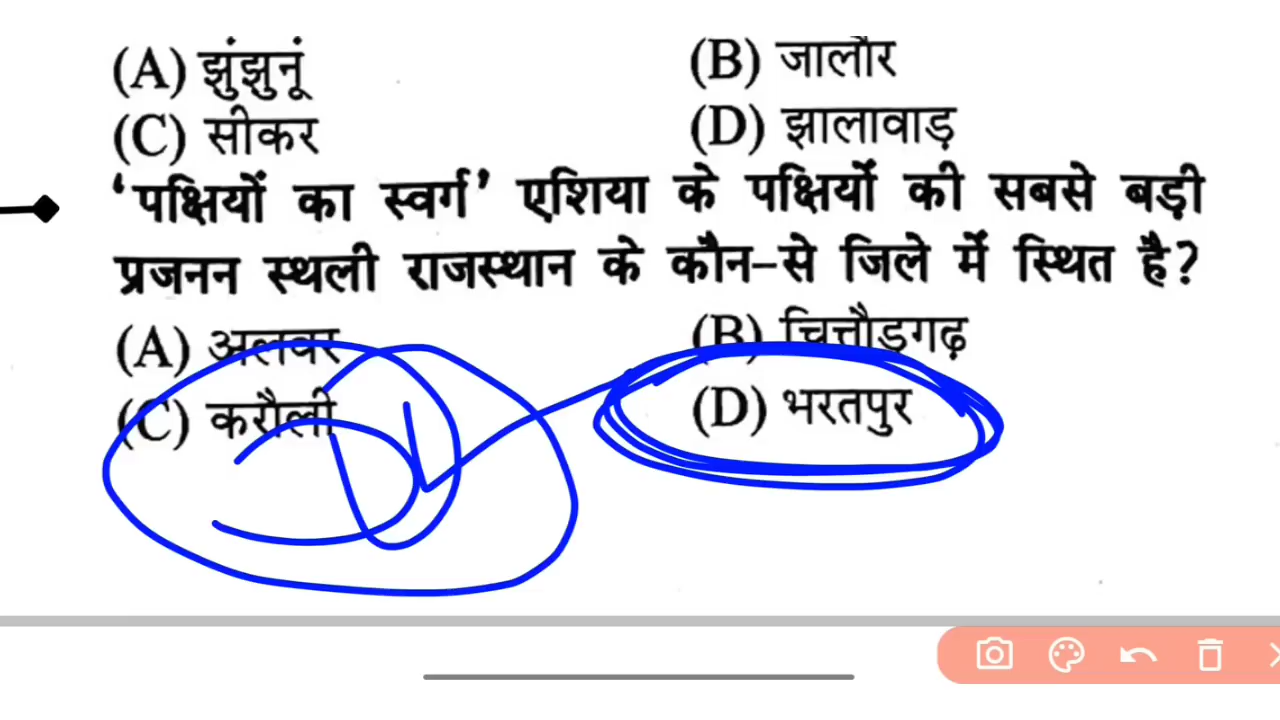 (A) झुंझुनूं (B) जालौर
(C) सीकर (D) झालावाड़
‘पक्षियों का स्वर्ग’ एशिया के पक्षियों की सबसे बड़ी
प्रजनन स्थली राजस्थान के कौन–से जिले में स्थित है?
(A) अलवर (B) चित्तौड़गढ़
(C) करौली (D) भरतपुर